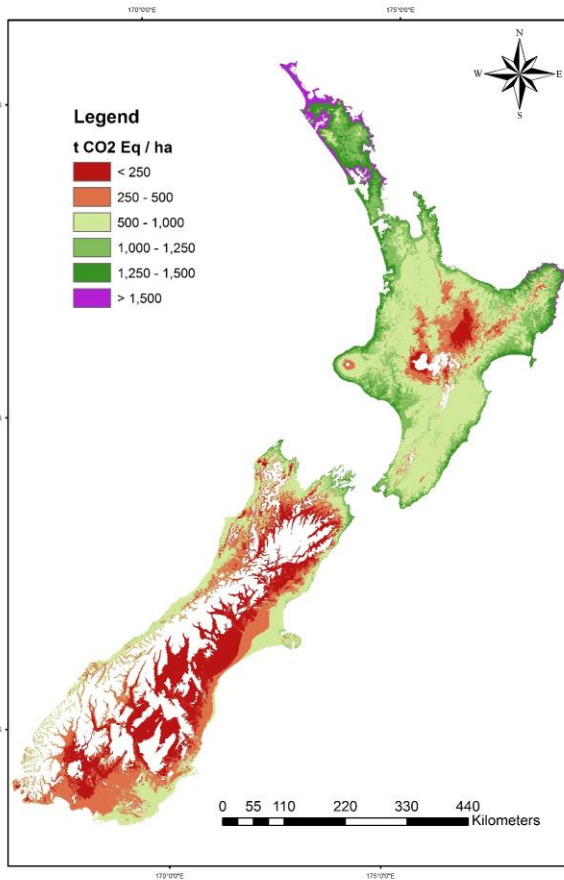 170°0'0"E 175°0'0"E
N
W E
S
Legend
t CO2 Eq / ha
< 250
250 - 500
500 - 1,000
1,000 - 1,250
1,250 - 1,500
> 1,500
0 55 110 220 330 440
Kilometers
170°0'0"E 175°0'0"E